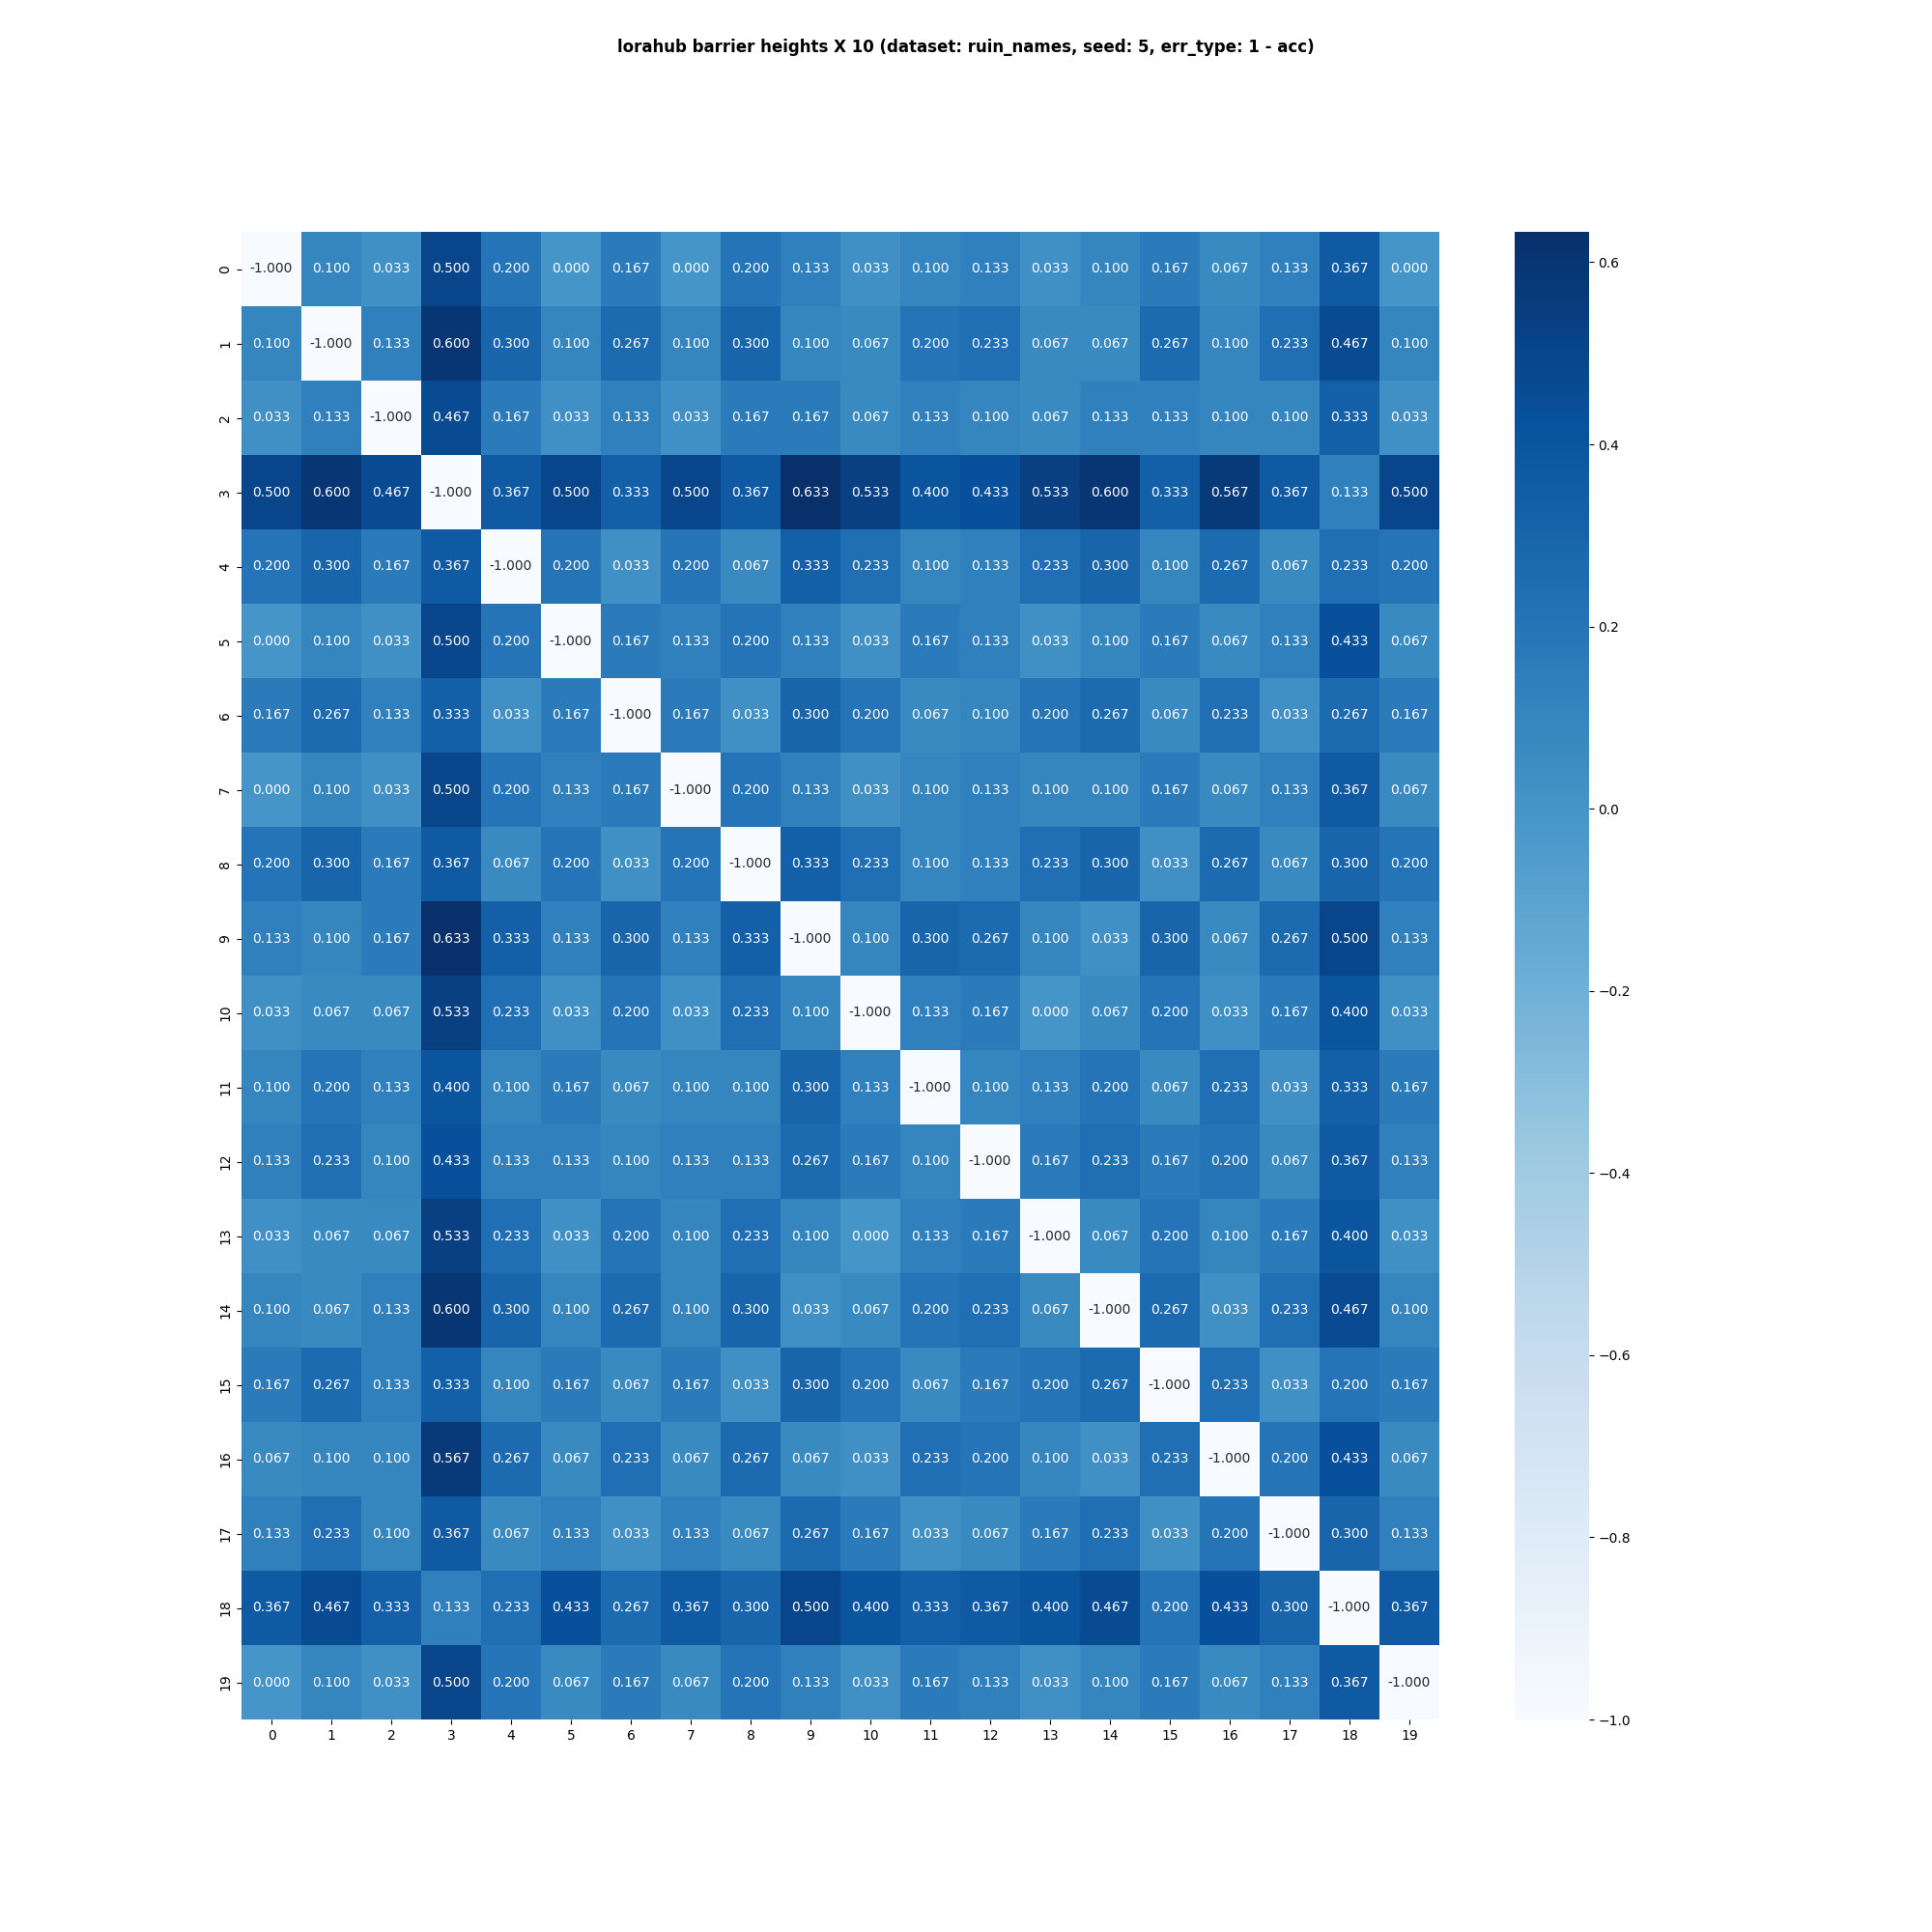 lorahub barrier heights X 10 (dataset: ruin_names, seed: 5, err_type: 1 - acc)
0 -1.000 0.100 0.033 0.500 0.200 0.000 0.167 0.000 0.200 0.133 0.033 0.100 0.133 0.033 0.100 0.167 0.067 0.133 0.367 0.000
1 0.100 -1.000 0.133 0.600 0.300 0.100 0.267 0.100 0.300 0.100 0.067 0.200 0.233 0.067 0.067 0.267 0.100 0.233 0.467 0.100
2 0.033 0.133 -1.000 0.467 0.167 0.033 0.133 0.033 0.167 0.167 0.067 0.133 0.100 0.067 0.133 0.133 0.100 0.100 0.333 0.033
3 0.500 0.600 0.467 -1.000 0.367 0.500 0.333 0.500 0.367 0.633 0.533 0.400 0.433 0.533 0.600 0.333 0.567 0.367 0.133 0.500
4 0.200 0.300 0.167 0.367 -1.000 0.200 0.033 0.200 0.067 0.333 0.233 0.100 0.133 0.233 0.300 0.100 0.267 0.067 0.233 0.200
5 0.000 0.100 0.033 0.500 0.200 -1.000 0.167 0.133 0.200 0.133 0.033 0.167 0.133 0.033 0.100 0.167 0.067 0.133 0.433 0.067
6 0.167 0.267 0.133 0.333 0.033 0.167 -1.000 0.167 0.033 0.300 0.200 0.067 0.100 0.200 0.267 0.067 0.233 0.033 0.267 0.167
7 0.000 0.100 0.033 0.500 0.200 0.133 0.167 -1.000 0.200 0.133 0.033 0.100 0.133 0.100 0.100 0.167 0.067 0.133 0.367 0.067
8 0.200 0.300 0.167 0.367 0.067 0.200 0.033 0.200 -1.000 0.333 0.233 0.100 0.133 0.233 0.300 0.033 0.267 0.067 0.300 0.200
9 0.133 0.100 0.167 0.633 0.333 0.133 0.300 0.133 0.333 -1.000 0.100 0.300 0.267 0.100 0.033 0.300 0.067 0.267 0.500 0.133
10 0.033 0.067 0.067 0.533 0.233 0.033 0.200 0.033 0.233 0.100 -1.000 0.133 0.167 0.000 0.067 0.200 0.033 0.167 0.400 0.033
11 0.100 0.200 0.133 0.400 0.100 0.167 0.067 0.100 0.100 0.300 0.133 -1.000 0.100 0.133 0.200 0.067 0.233 0.033 0.333 0.167
12 0.133 0.233 0.100 0.433 0.133 0.133 0.100 0.133 0.133 0.267 0.167 0.100 -1.000 0.167 0.233 0.167 0.200 0.067 0.367 0.133
13 0.033 0.067 0.067 0.533 0.233 0.033 0.200 0.100 0.233 0.100 0.000 0.133 0.167 -1.000 0.067 0.200 0.100 0.167 0.400 0.033
14 0.100 0.067 0.133 0.600 0.300 0.100 0.267 0.100 0.300 0.033 0.067 0.200 0.233 0.067 -1.000 0.267 0.033 0.233 0.467 0.100
15 0.167 0.267 0.133 0.333 0.100 0.167 0.067 0.167 0.033 0.300 0.200 0.067 0.167 0.200 0.267 -1.000 0.233 0.033 0.200 0.167
16 0.067 0.100 0.100 0.567 0.267 0.067 0.233 0.067 0.267 0.067 0.033 0.233 0.200 0.100 0.033 0.233 -1.000 0.200 0.433 0.067
17 0.133 0.233 0.100 0.367 0.067 0.133 0.033 0.133 0.067 0.267 0.167 0.033 0.067 0.167 0.233 0.033 0.200 -1.000 0.300 0.133
18 0.367 0.467 0.333 0.133 0.233 0.433 0.267 0.367 0.300 0.500 0.400 0.333 0.367 0.400 0.467 0.200 0.433 0.300 -1.000 0.367
19 0.000 0.100 0.033 0.500 0.200 0.067 0.167 0.067 0.200 0.133 0.033 0.167 0.133 0.033 0.100 0.167 0.067 0.133 0.367 -1.000
0 1 2 3 4 5 6 7 8 9 10 11 12 13 14 15 16 17 18 19
0.6
0.4
0.2
0.0
−0.2
−0.4
−0.6
−0.8
−1.0